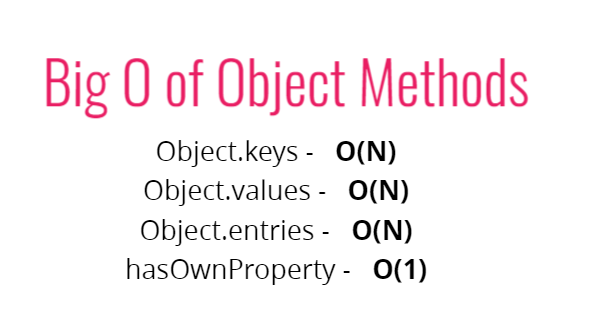 Big O of Object Methods
Object.keys - O(N)
Object.values - O(N)
Object.entries - O(N)
hasOwnProperty - O(1)